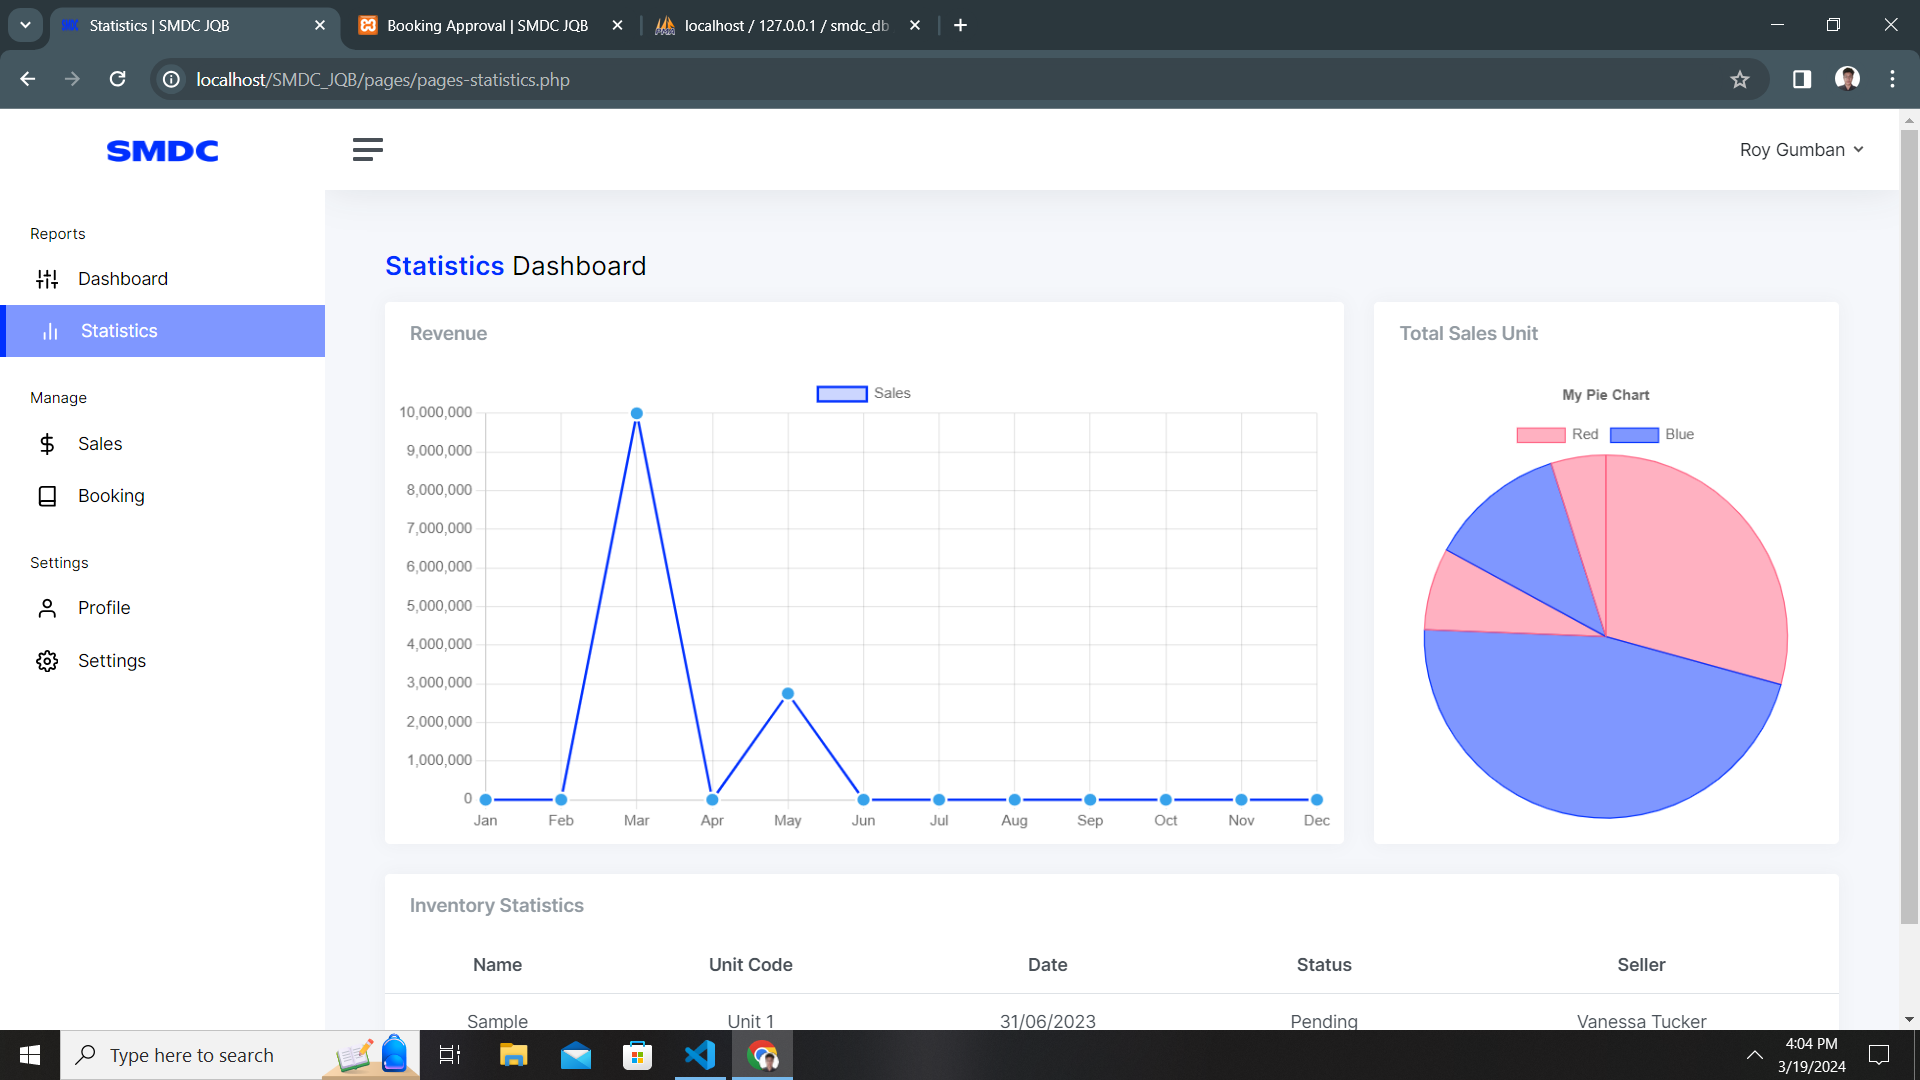 Statistics | SMDC JQB
Booking Approval | SMDC JQB
localhost / 127.0.0.1 / smdc_db
localhost/SMDC_JQB/pages/pages-statistics.php
SMDC
Roy Gumban
Reports
Dashboard
Statistics
Manage
Sales
Booking
Settings
Profile
Settings
Statistics Dashboard
Revenue
Sales
10,000,000
9,000,000
8,000,000
7,000,000
6,000,000
5,000,000
4,000,000
3,000,000
2,000,000
1,000,000
0
Jan Feb Mar Apr May Jun Jul Aug Sep Oct Nov Dec
Total Sales Unit
My Pie Chart
Red Blue
Inventory Statistics
Name Unit Code Date Status Seller
Sample Unit 1 31/06/2023 Pending Vanessa Tucker
Type here to search
4:04 PM
3/19/2024